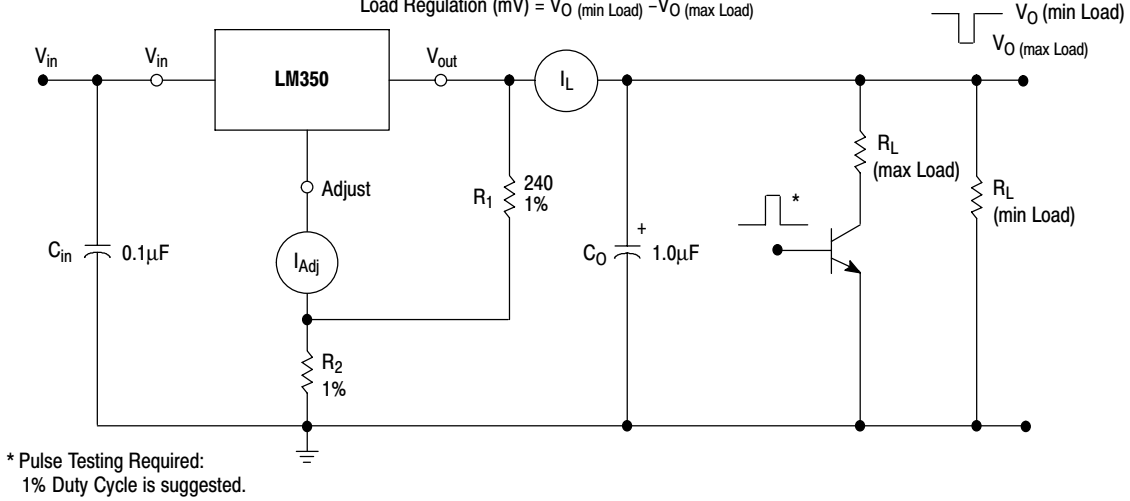 Load Regulation (mV) = VO (min Load) –VO (max Load)
VO (min Load)
VO (max Load)
Vin
Vin
LM350
Vout
IL
RL
(max Load)
Adjust
R1
240
1%
*
RL
(min Load)
Cin
0.1μF
IAdj
CO
+
1.0μF
R2
1%
* Pulse Testing Required:
1% Duty Cycle is suggested.